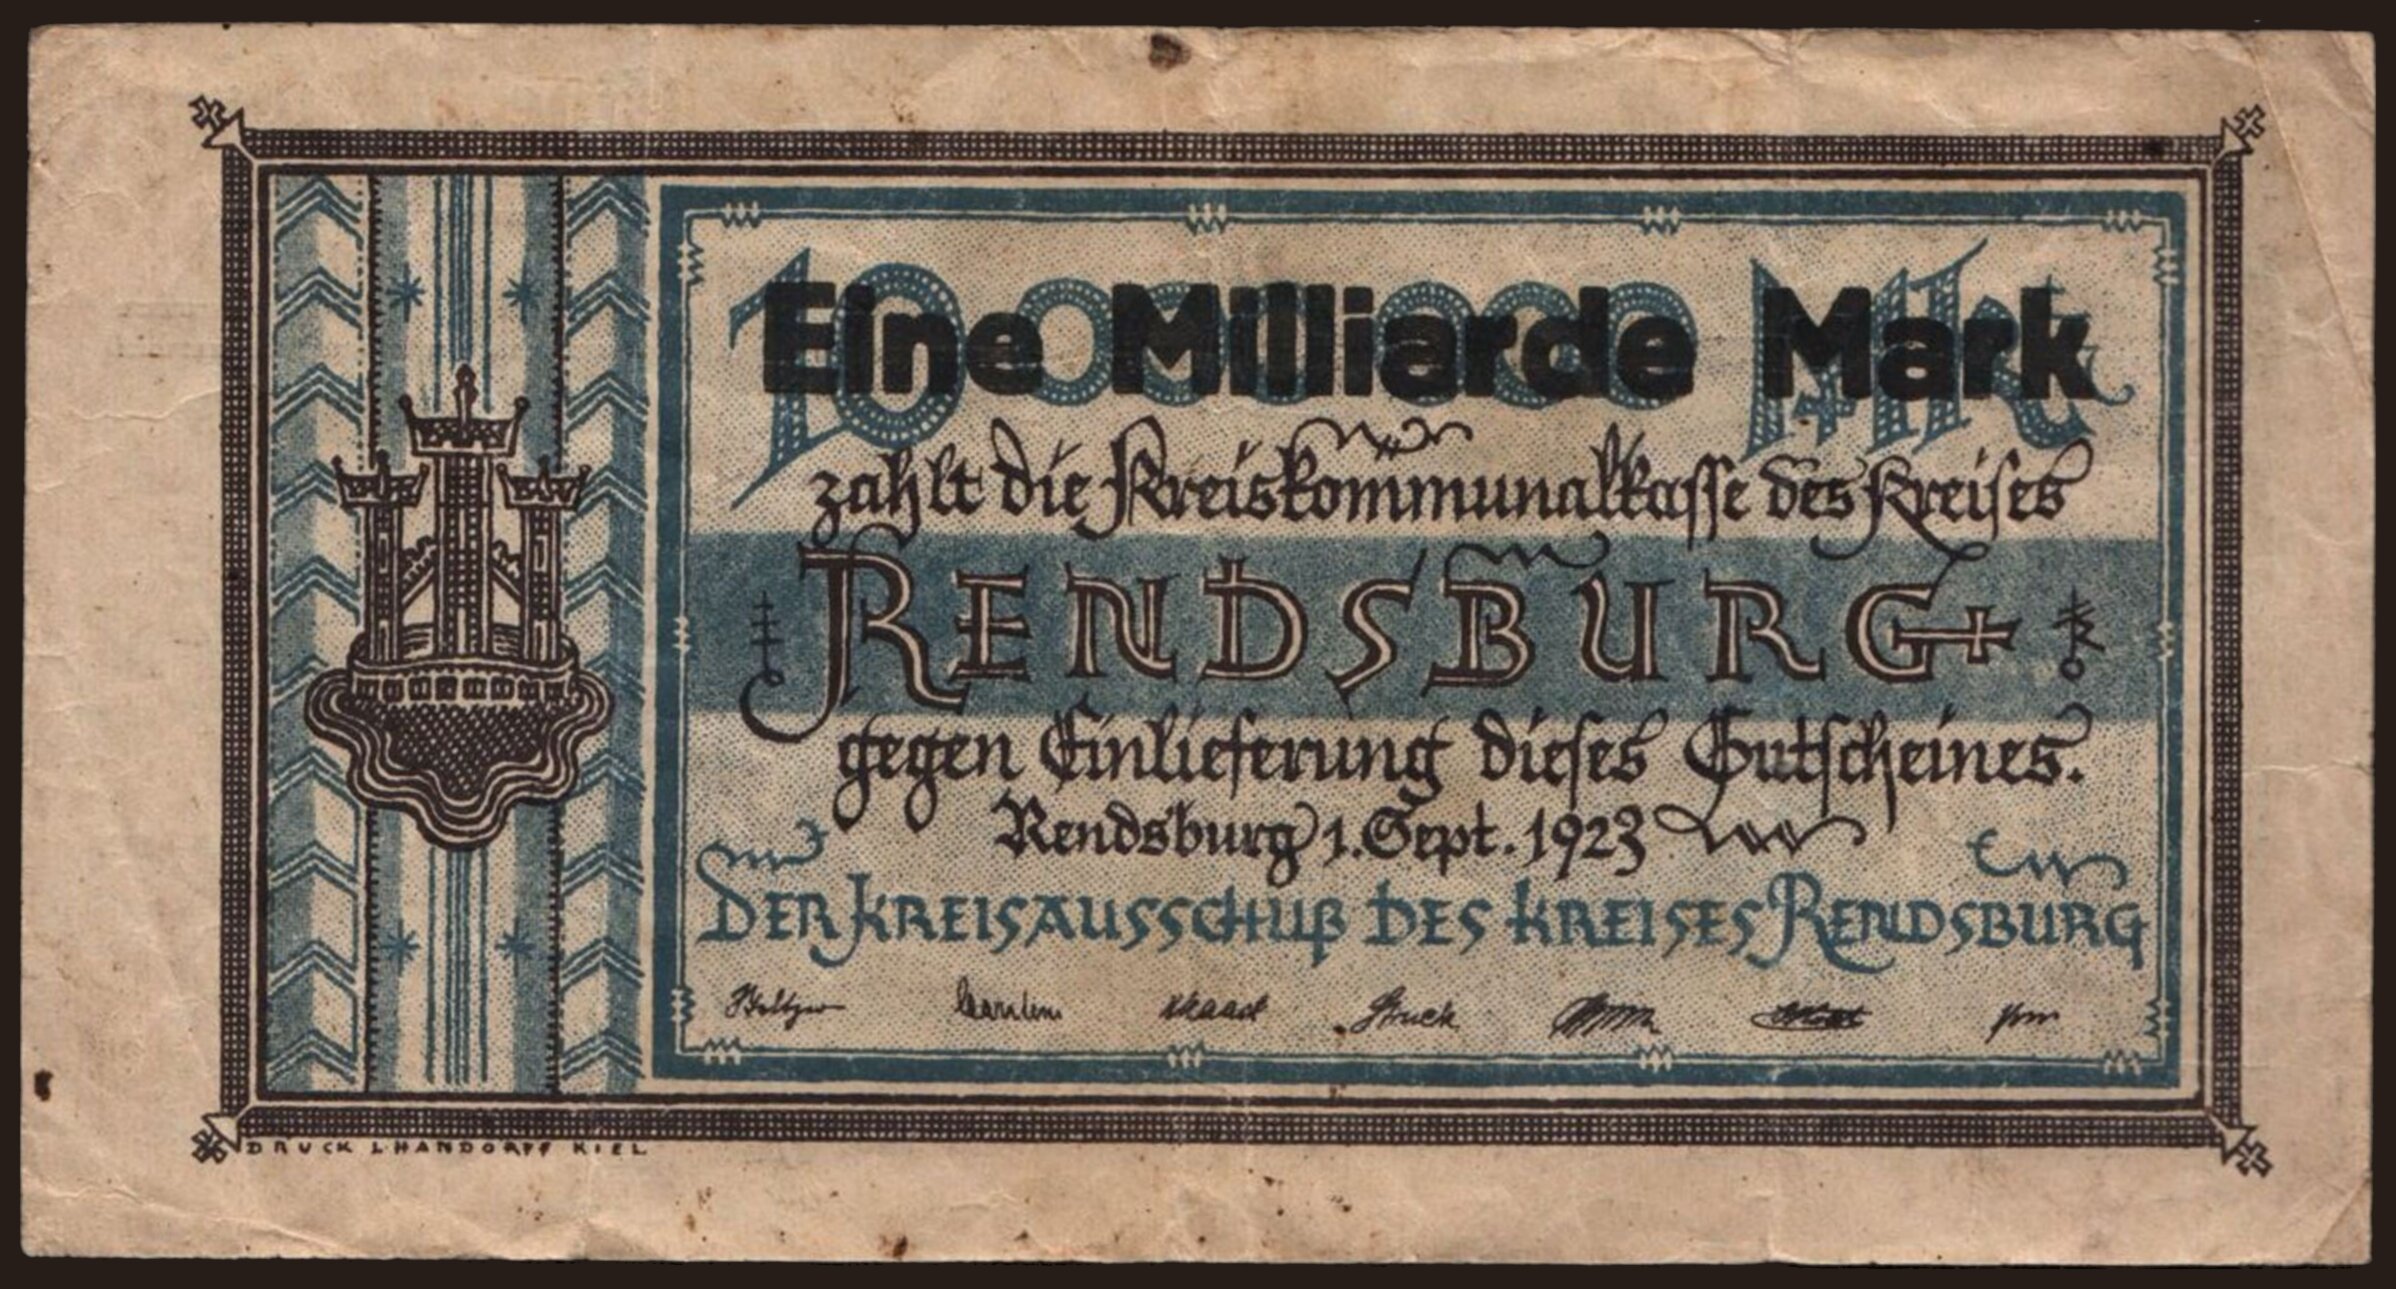 Eine Milliarde Mark
zahlt die Kreiskommunalkasse des Kreises
RENDSBURG
gegen Einlieferung dieses Gutscheines.
Rendsburg 1. Sept. 1923
DER KREISAUSSCHUß DES KREISES RENDSBURG
Struck
DRUCK L. HANDORFF KIEL